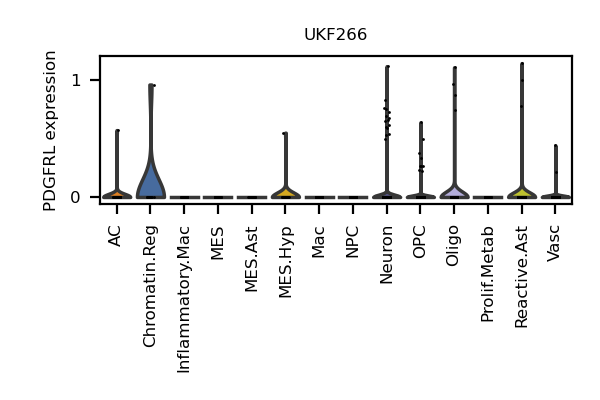 UKF266
PDGFRL expression
1
0
AC
Chromatin.Reg
Inflammatory.Mac
MES
MES.Ast
MES.Hyp
Mac
NPC
Neuron
OPC
Oligo
Prolif.Metab
Reactive.Ast
Vasc